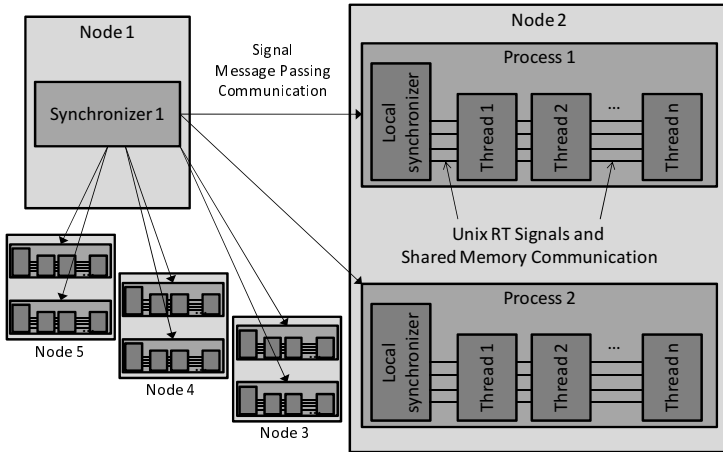 Node 1
Synchronizer 1
Signal
Message Passing
Communication
Node 2
Process 1
Local
synchronizer
Thread 1
Thread 2
...
Thread n
Unix RT Signals and
Shared Memory Communication
Process 2
Local
synchronizer
Thread 1
Thread 2
...
Thread n
Node 5
Node 4
Node 3